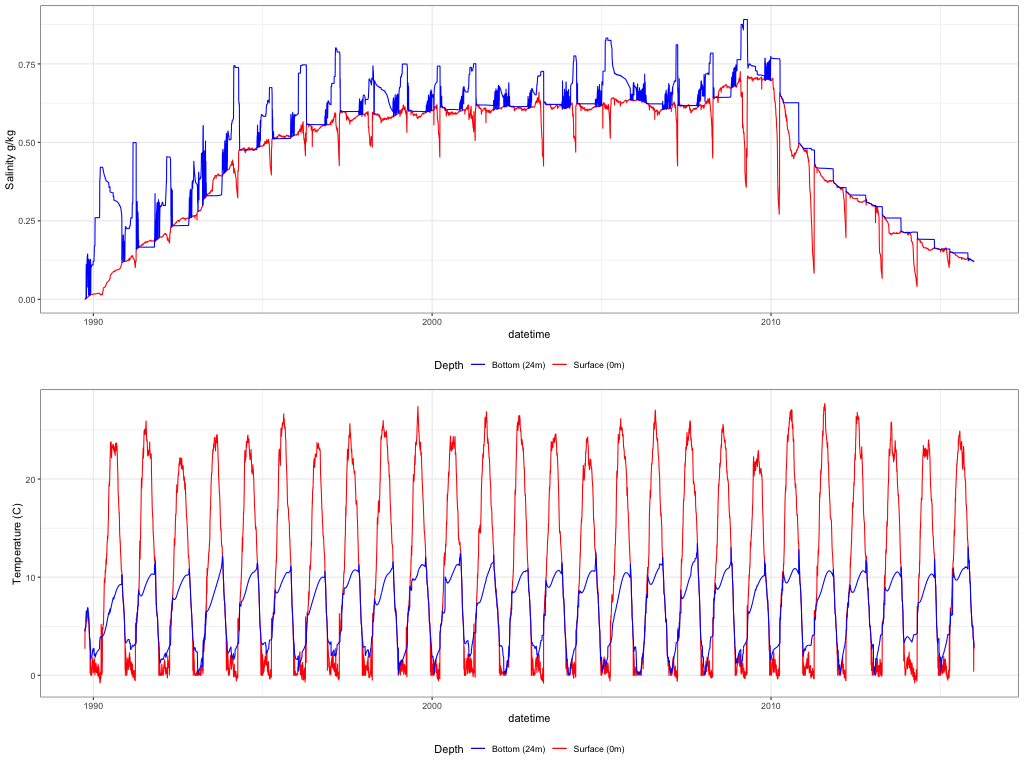 Salinity g/kg
0.75
0.50
0.25
0.00
1990 2000 2010
datetime
Depth Bottom (24m) Surface (0m)
Temperature (C)
20
10
0
1990 2000 2010
datetime
Depth Bottom (24m) Surface (0m)